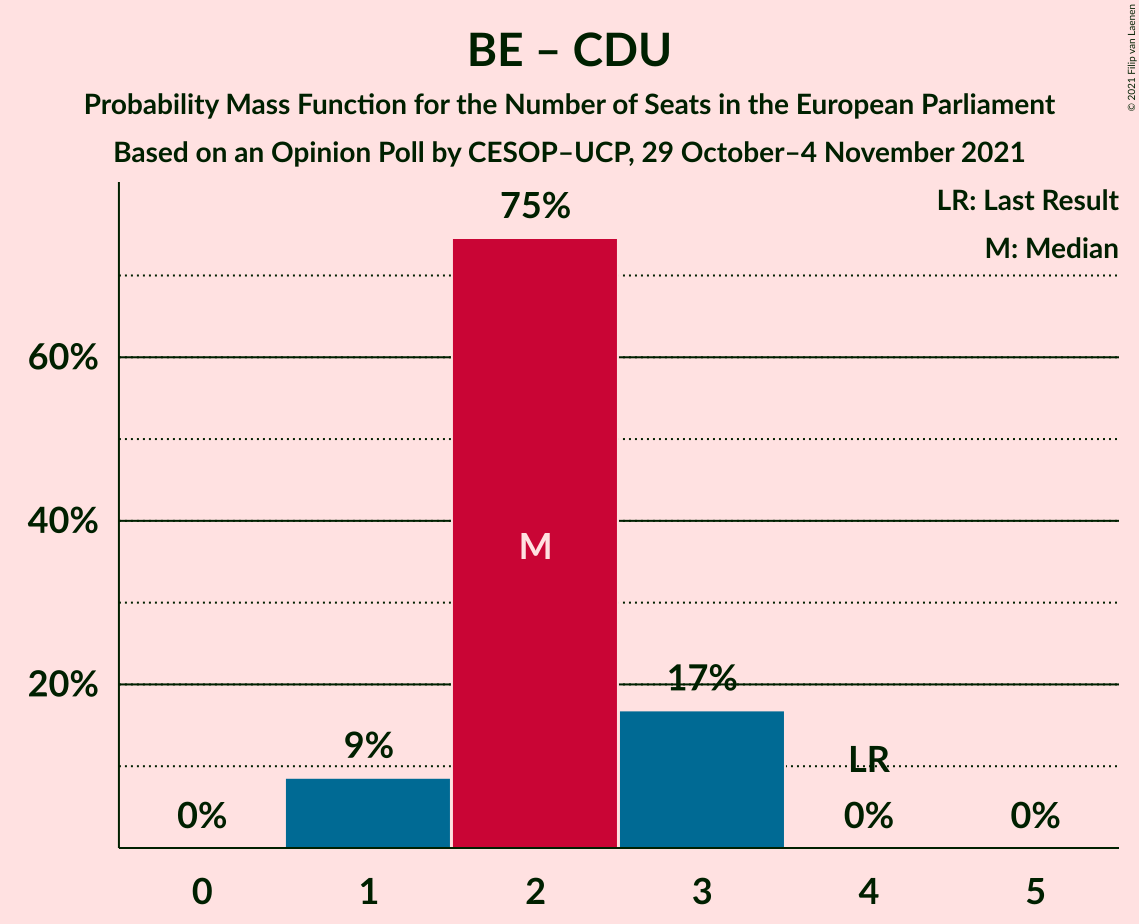 BE – CDU
Probability Mass Function for the Number of Seats in the European Parliament
Based on an Opinion Poll by CESOP–UCP, 29 October–4 November 2021
© 2021 Filip van Laenen
LR: Last Result
M: Median
75%
60%
40%
20%
M
17%
9%
LR
0%
0%
0%
0 1 2 3 4 5